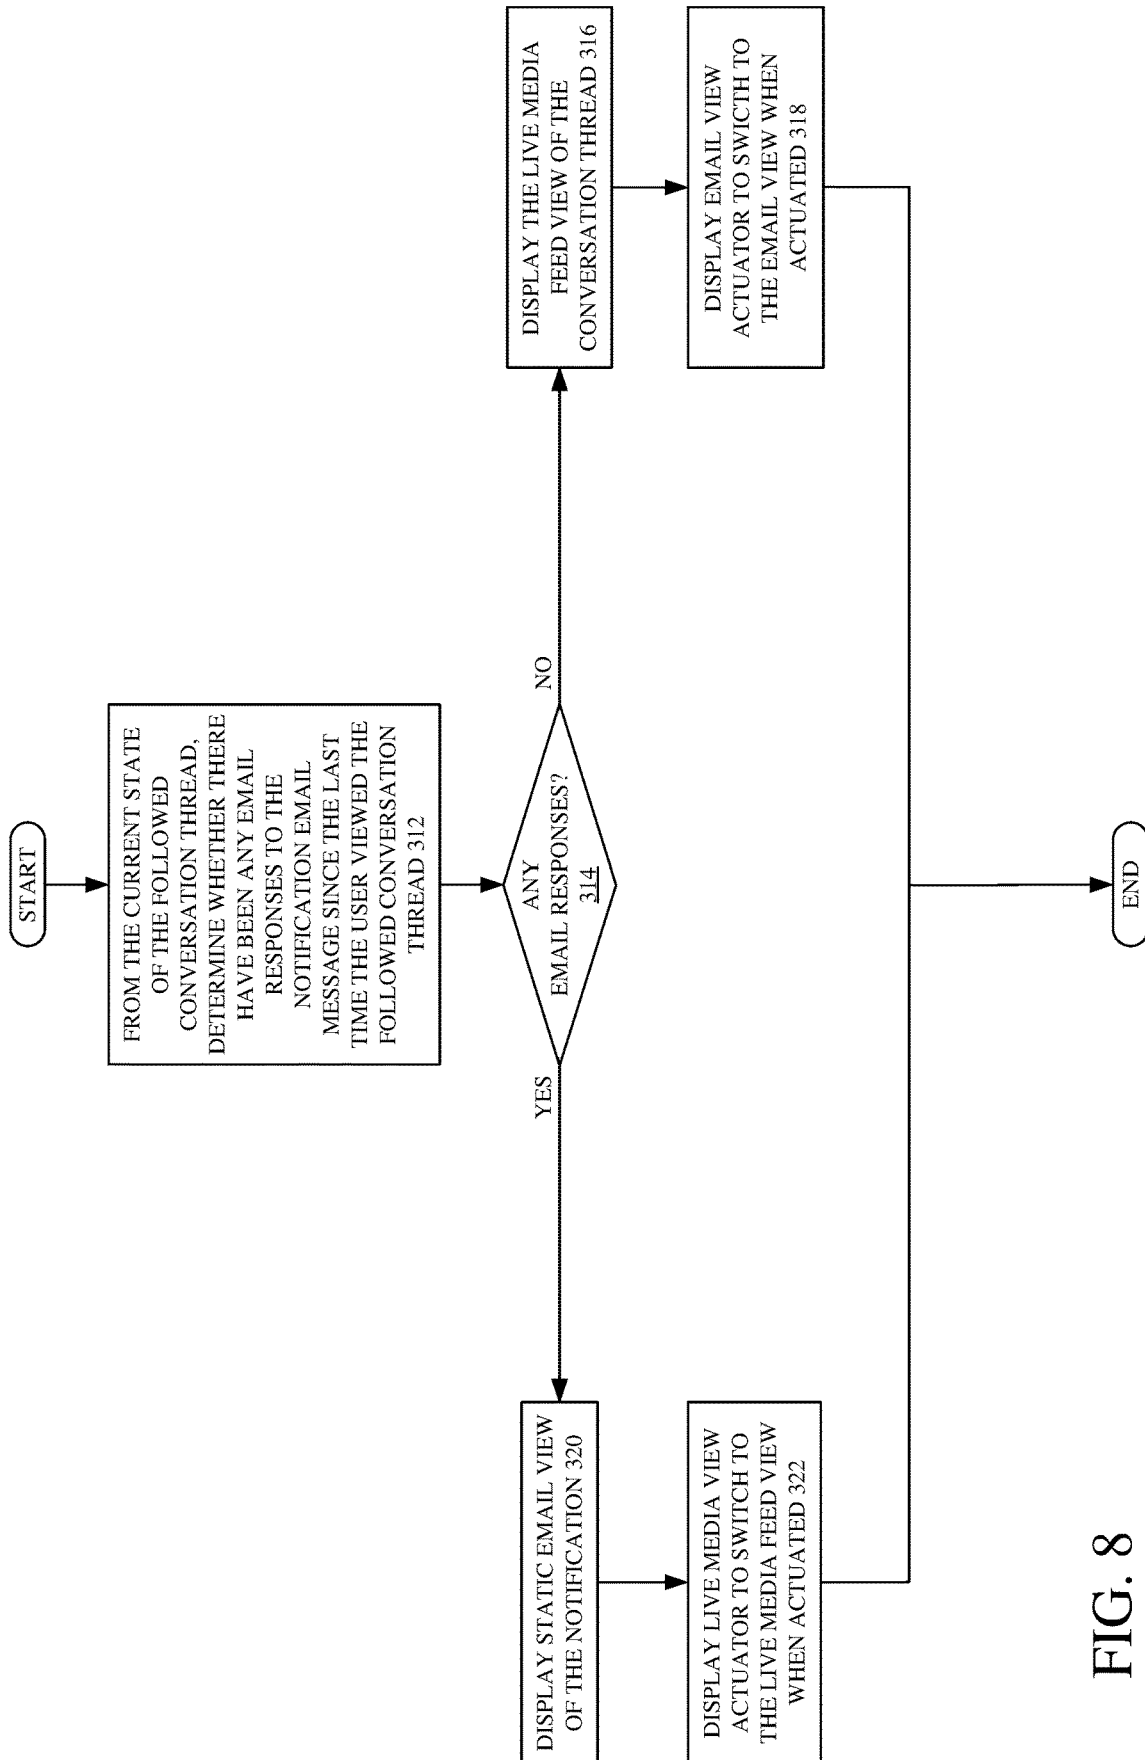 START
FROM THE CURRENT STATE
OF THE FOLLOWED
CONVERSATION THREAD,
DETERMINE WHETHER THERE
HAVE BEEN ANY EMAIL
RESPONSES TO THE
NOTIFICATION EMAIL
MESSAGE SINCE THE LAST
TIME THE USER VIEWED THE
FOLLOWED CONVERSATION
THREAD 312
ANY
EMAIL RESPONSES?
314
YES
NO
DISPLAY STATIC EMAIL VIEW
OF THE NOTIFICATION 320
DISPLAY LIVE MEDIA VIEW
ACTUATOR TO SWITCH TO
THE LIVE MEDIA FEED VIEW
WHEN ACTUATED 322
DISPLAY THE LIVE MEDIA
FEED VIEW OF THE
CONVERSATION THREAD 316
DISPLAY EMAIL VIEW
ACTUATOR TO SWICTH TO
THE EMAIL VIEW WHEN
ACTUATED 318
END
FIG. 8